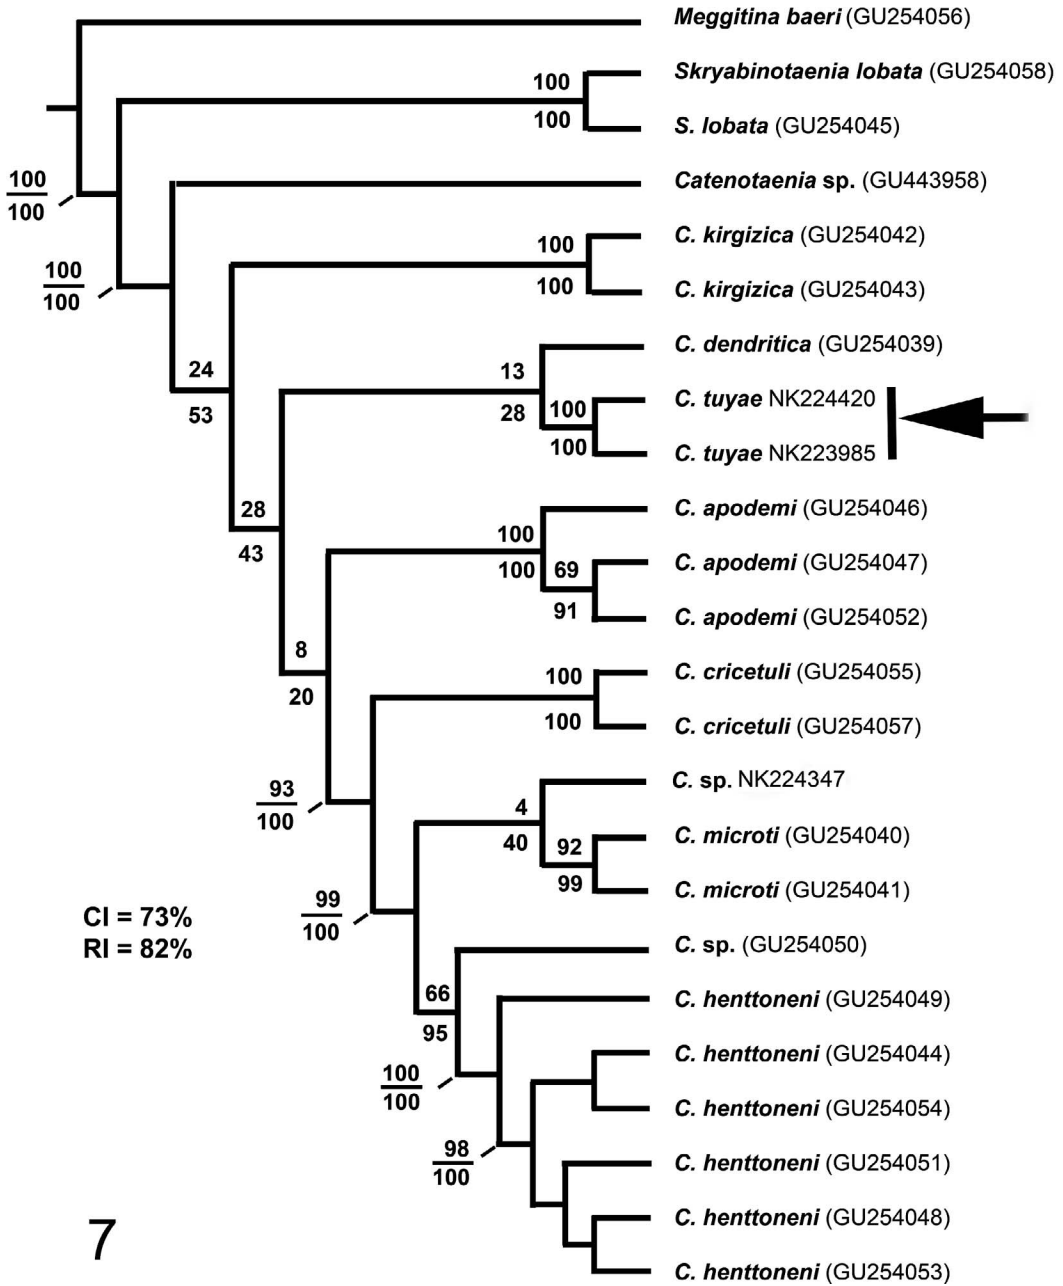 Meggitina baeri (GU254056)
Skryabinotaenia lobata (GU254058)
100
100
S. lobata (GU254045)
100
100
Catenotaenia sp. (GU443958)
C. kirgizica (GU254042)
100
100
C. kirgizica (GU254043)
100
100
C. dendritica (GU254039)
24
53
13
28
C. tuyae NK224420
100
100
C. tuyae NK223985
28
43
C. apodemi (GU254046)
100
100
C. apodemi (GU254047)
69
91
C. apodemi (GU254052)
8
20
C. cricetuli (GU254055)
100
100
C. cricetuli (GU254057)
93
100
C. sp. NK224347
4
40
C. microti (GU254040)
92
99
C. microti (GU254041)
99
100
CI = 73%
RI = 82%
C. sp. (GU254050)
66
95
C. henttoneni (GU254049)
100
100
C. henttoneni (GU254044)
C. henttoneni (GU254054)
98
100
C. henttoneni (GU254051)
C. henttoneni (GU254048)
C. henttoneni (GU254053)
7